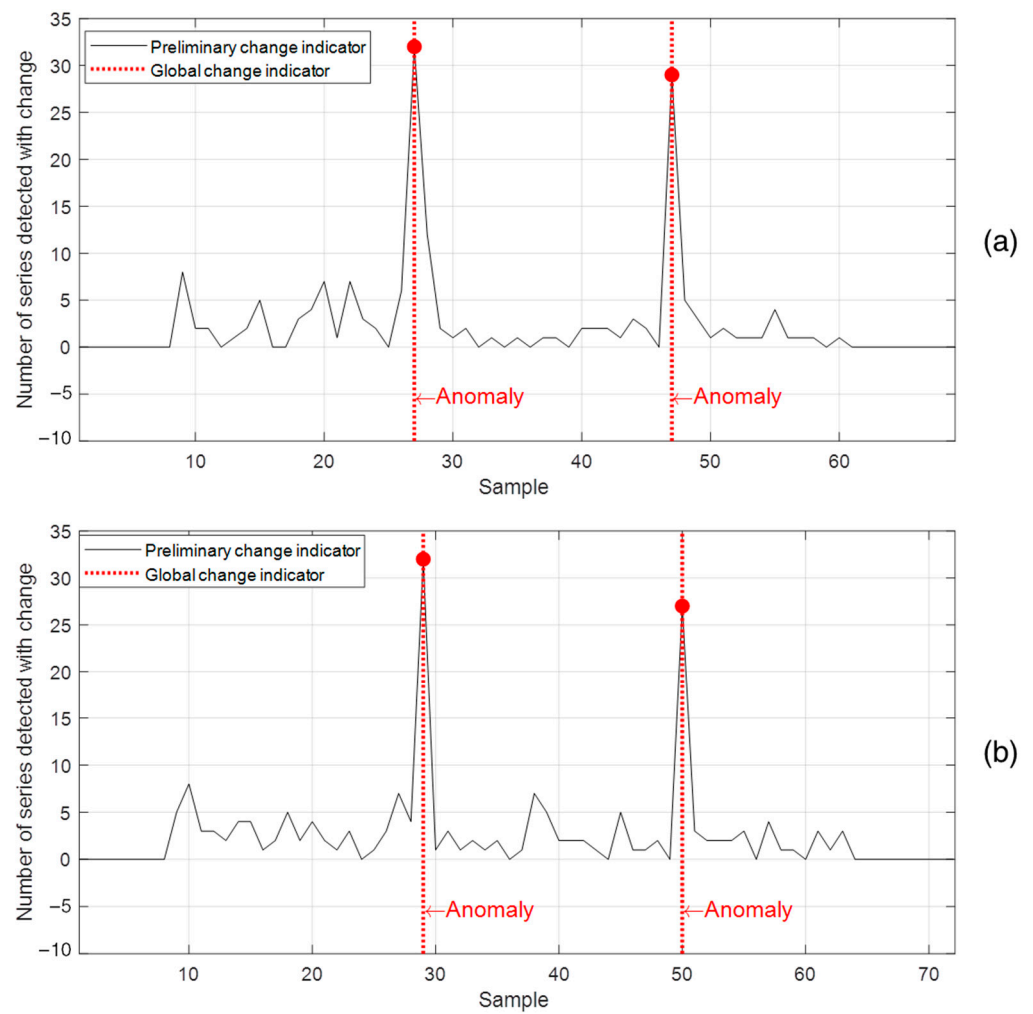 Number of series detected with change
35
30
25
20
15
10
5
0
−5
−10
Preliminary change indicator
Global change indicator
←Anomaly
←Anomaly
10
20
30
40
50
60
Sample
(a)
Number of series detected with change
35
30
25
20
15
10
5
0
−5
−10
Preliminary change indicator
Global change indicator
←Anomaly
←Anomaly
10
20
30
40
50
60
70
Sample
(b)